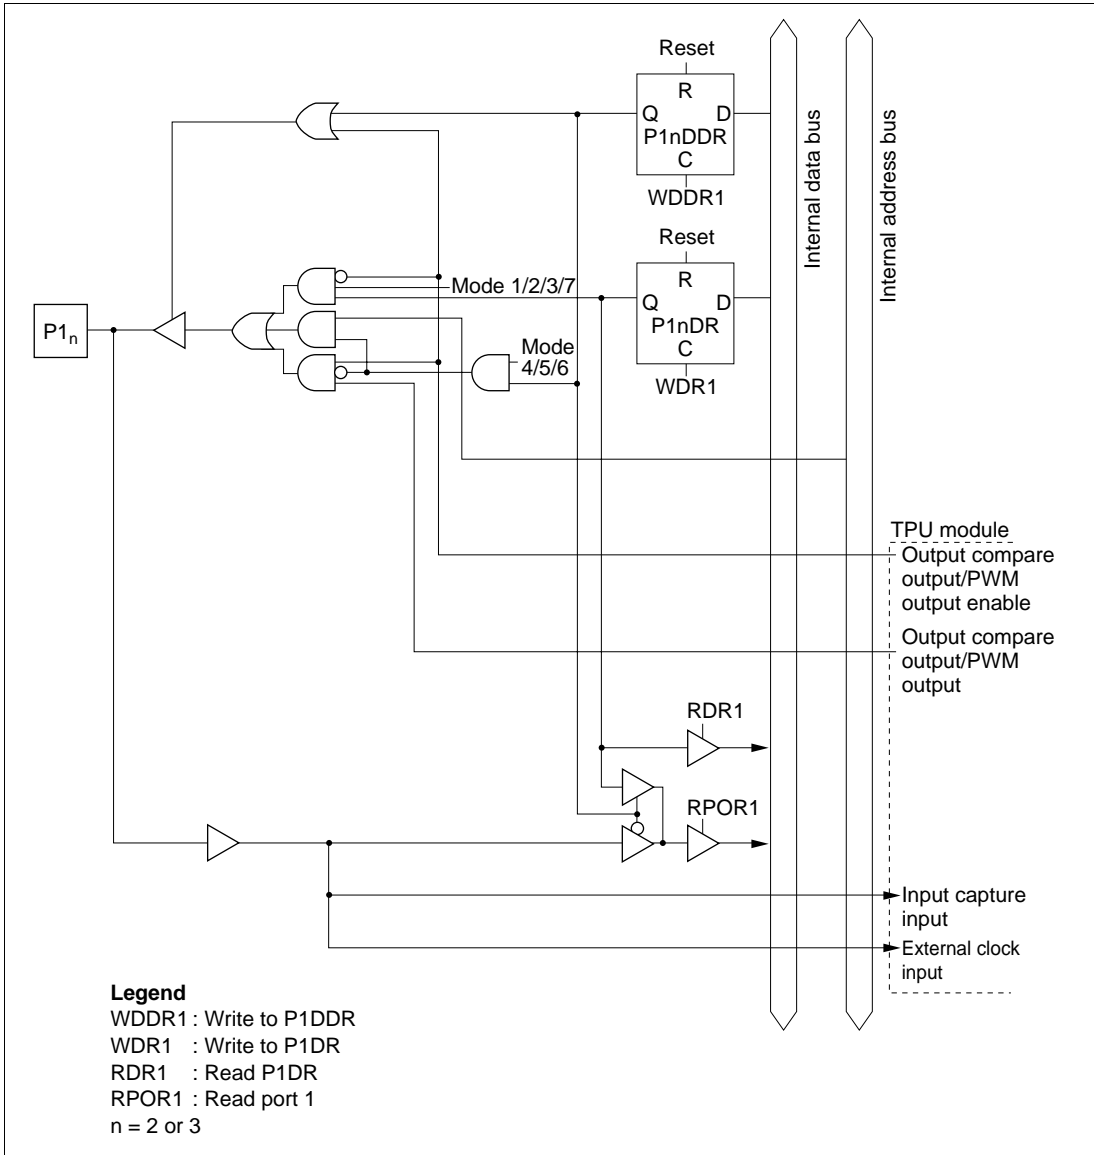 Reset
R
Q D
P1nDDR
C
WDDR1
Internal data bus
Internal address bus
Reset
R
Q D
P1nDR
C
WDR1
Mode 1/2/3/7
P1n
Mode
4/5/6
TPU module
Output compare
output/PWM
output enable
Output compare
output/PWM
output
RDR1
RPOR1
Input capture
input
External clock
input
Legend
WDDR1 : Write to P1DDR
WDR1 : Write to P1DR
RDR1 : Read P1DR
RPOR1 : Read port 1
n = 2 or 3